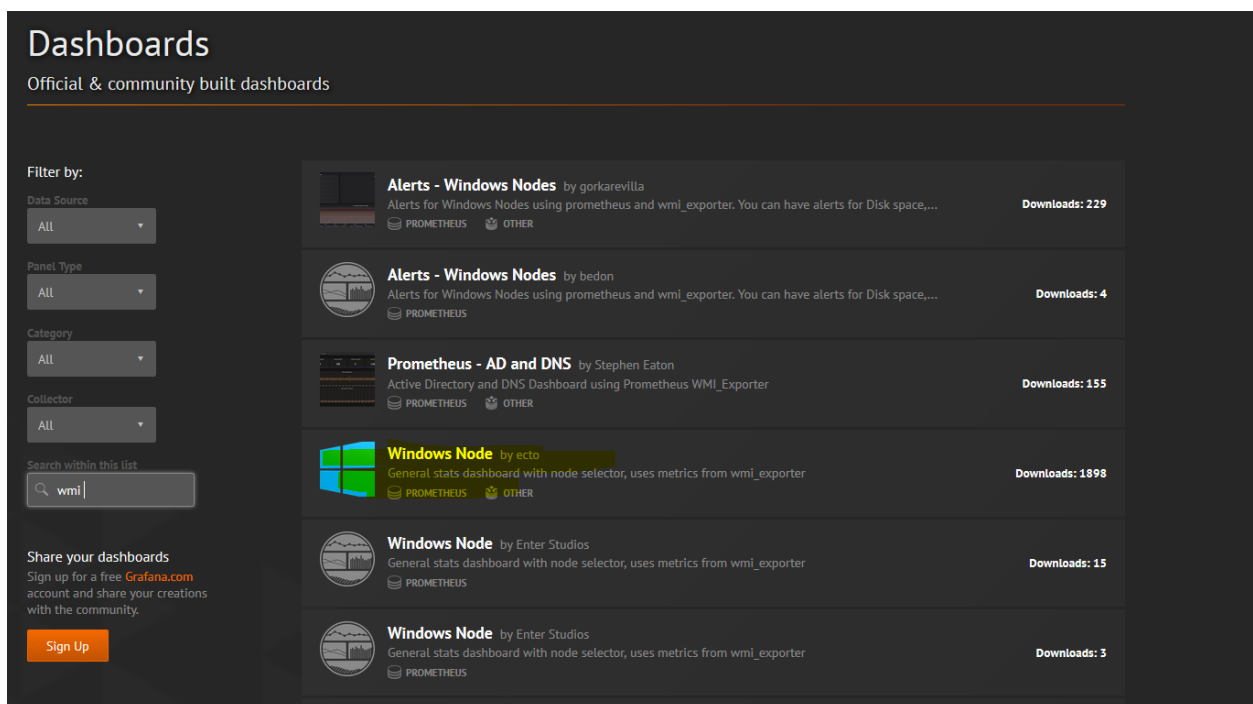 Dashboards
Official & community built dashboards
Filter by:
Data Source
All
Panel Type
All
Category
All
Collector
All
Search within this list
wmi
Share your dashboards
Sign up for a free Grafana.com
account and share your creations
with the community.
Sign Up
Alerts - Windows Nodes by gorkarevilla
Alerts for Windows Nodes using prometheus and wmi_exporter. You can have alerts for Disk space,...
PROMETHEUS OTHER
Downloads: 229
Alerts - Windows Nodes by bedon
Alerts for Windows Nodes using prometheus and wmi_exporter. You can have alerts for Disk space,...
PROMETHEUS
Downloads: 4
Prometheus - AD and DNS by Stephen Eaton
Active Directory and DNS Dashboard using Prometheus WMI_Exporter
PROMETHEUS OTHER
Downloads: 155
Windows Node by ecto
General stats dashboard with node selector, uses metrics from wmi_exporter
PROMETHEUS OTHER
Downloads: 1898
Windows Node by Enter Studios
General stats dashboard with node selector, uses metrics from wmi_exporter
PROMETHEUS
Downloads: 15
Windows Node by Enter Studios
General stats dashboard with node selector, uses metrics from wmi_exporter
PROMETHEUS
Downloads: 3